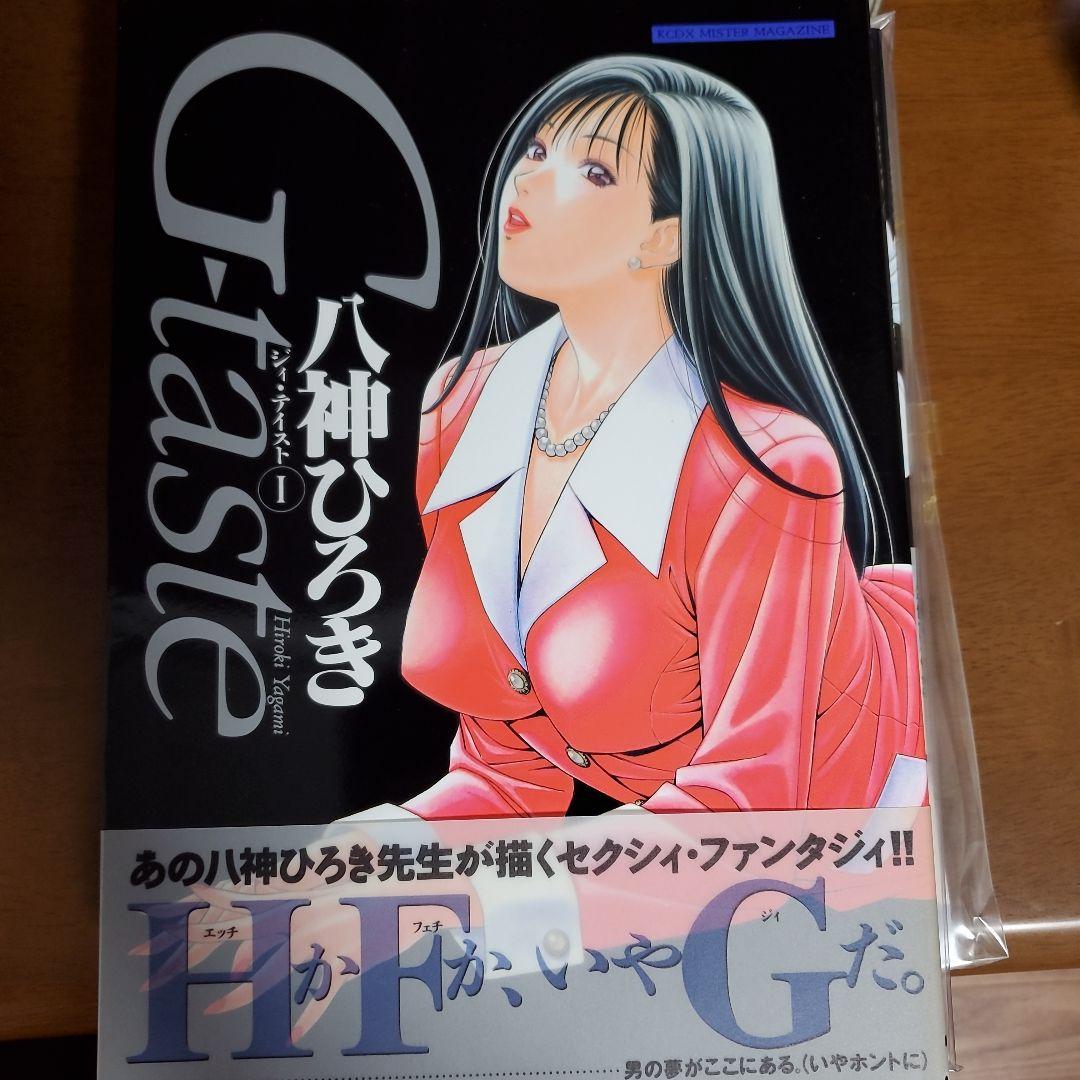 KCDX MISTER MAGAZINE
G-taste
ジィ・テイスト I
八神ひろき
Hiroki Yagami
あの八神ひろき先生が描くセクシィ・ファンタジィ!!
エッチ フェチ ジィ
HかFか、いやGだ。
男の夢がここにある。(いやホントに)